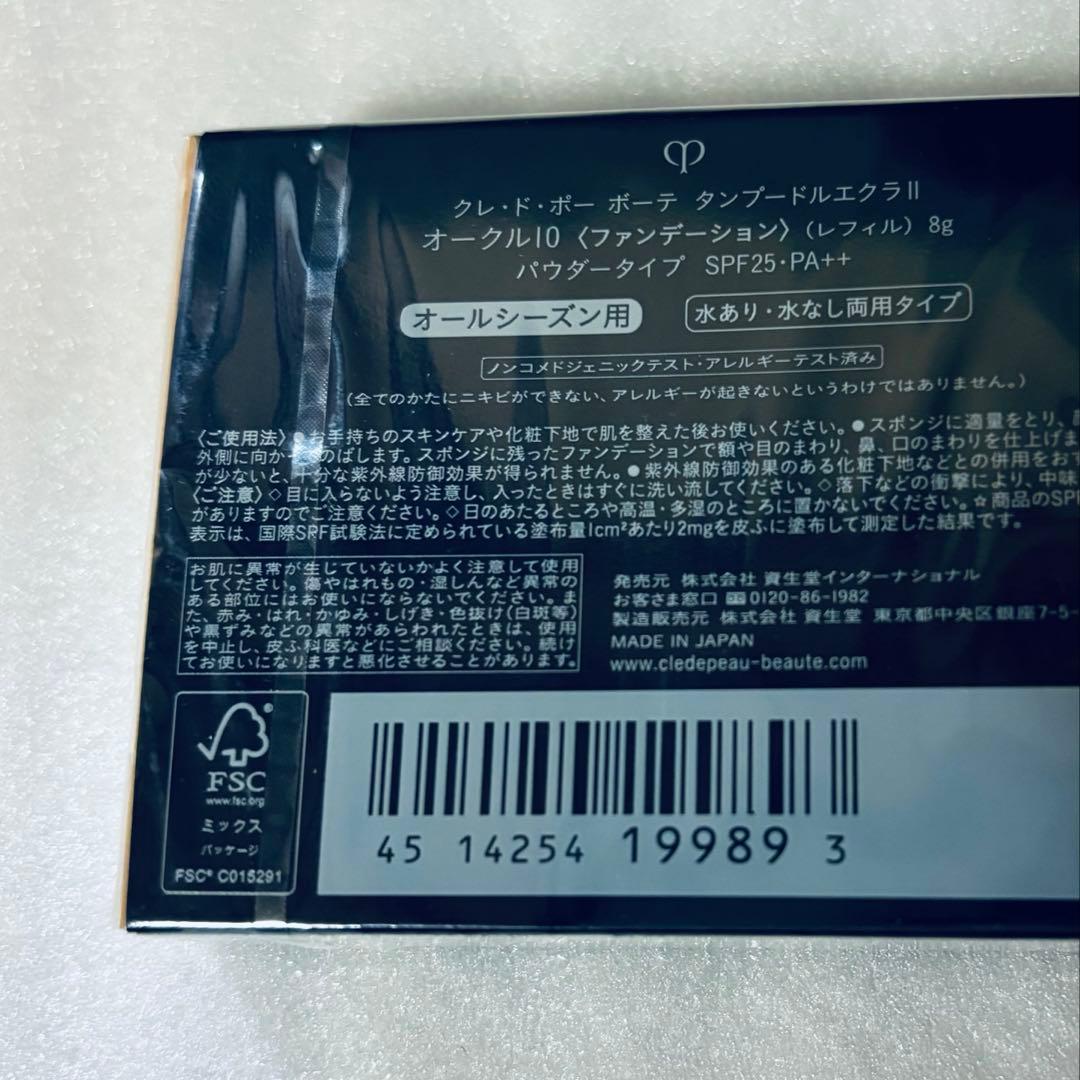 クレ・ド・ポー ボーテ タンプードルエクラⅡ
オークル10〈ファンデーション〉(レフィル) 8g
パウダータイプ SPF25・PA++
オールシーズン用
水あり・水なし両用タイプ
ノンコメドジェニックテスト・アレルギーテスト済み
(全てのかたにニキビができない、アレルギーが起きないというわけではありません。)
〈ご使用法〉●お手持ちのスキンケアや化粧下地で肌を整えた後お使いください。●スポンジに適量をとり、
外側に向か のばします。スポンジに残ったファンデーションで額や目のまわり、鼻、口のまわりを仕上げま
が少ないと、十分な紫外線防御効果が得られません。●紫外線防御効果のある化粧下地などとの併用をおす
〈ご注意〉◇目に入らないよう注意し、入ったときはすぐに洗い流してください。◇落下などの衝撃により、中味
がありますのでご注意ください。◇日のあたるところや高温・多湿のところに置かないでください。☆商品のSP
表示は、国際SPF試験法に定められている塗布量1cm²あたり2mgを皮ふに塗布して測定した結果です。
お肌に異常が生じていないかよく注意して使用
してください。傷やはれもの・湿しんなど異常の
ある部位にはお使いにならないでください。ま
た、赤み・はれ・かゆみ・しげき・色抜け(白斑等)
や黒ずみなどの異常があらわれたときは、使用
を中止し、皮ふ科医などにご相談ください。続け
てお使いになりますと悪化させることがあります。
発売元 株式会社 資生堂インターナショナル
お客さま窓口 0120-86-1982
製造販売元 株式会社 資生堂 東京都中央区銀座7-5-
MADE IN JAPAN
www.cledepeau-beaute.com
FSC®
www.fsc.org
ミックス
パッケージ
FSC® C015291
45 14254 19989 3